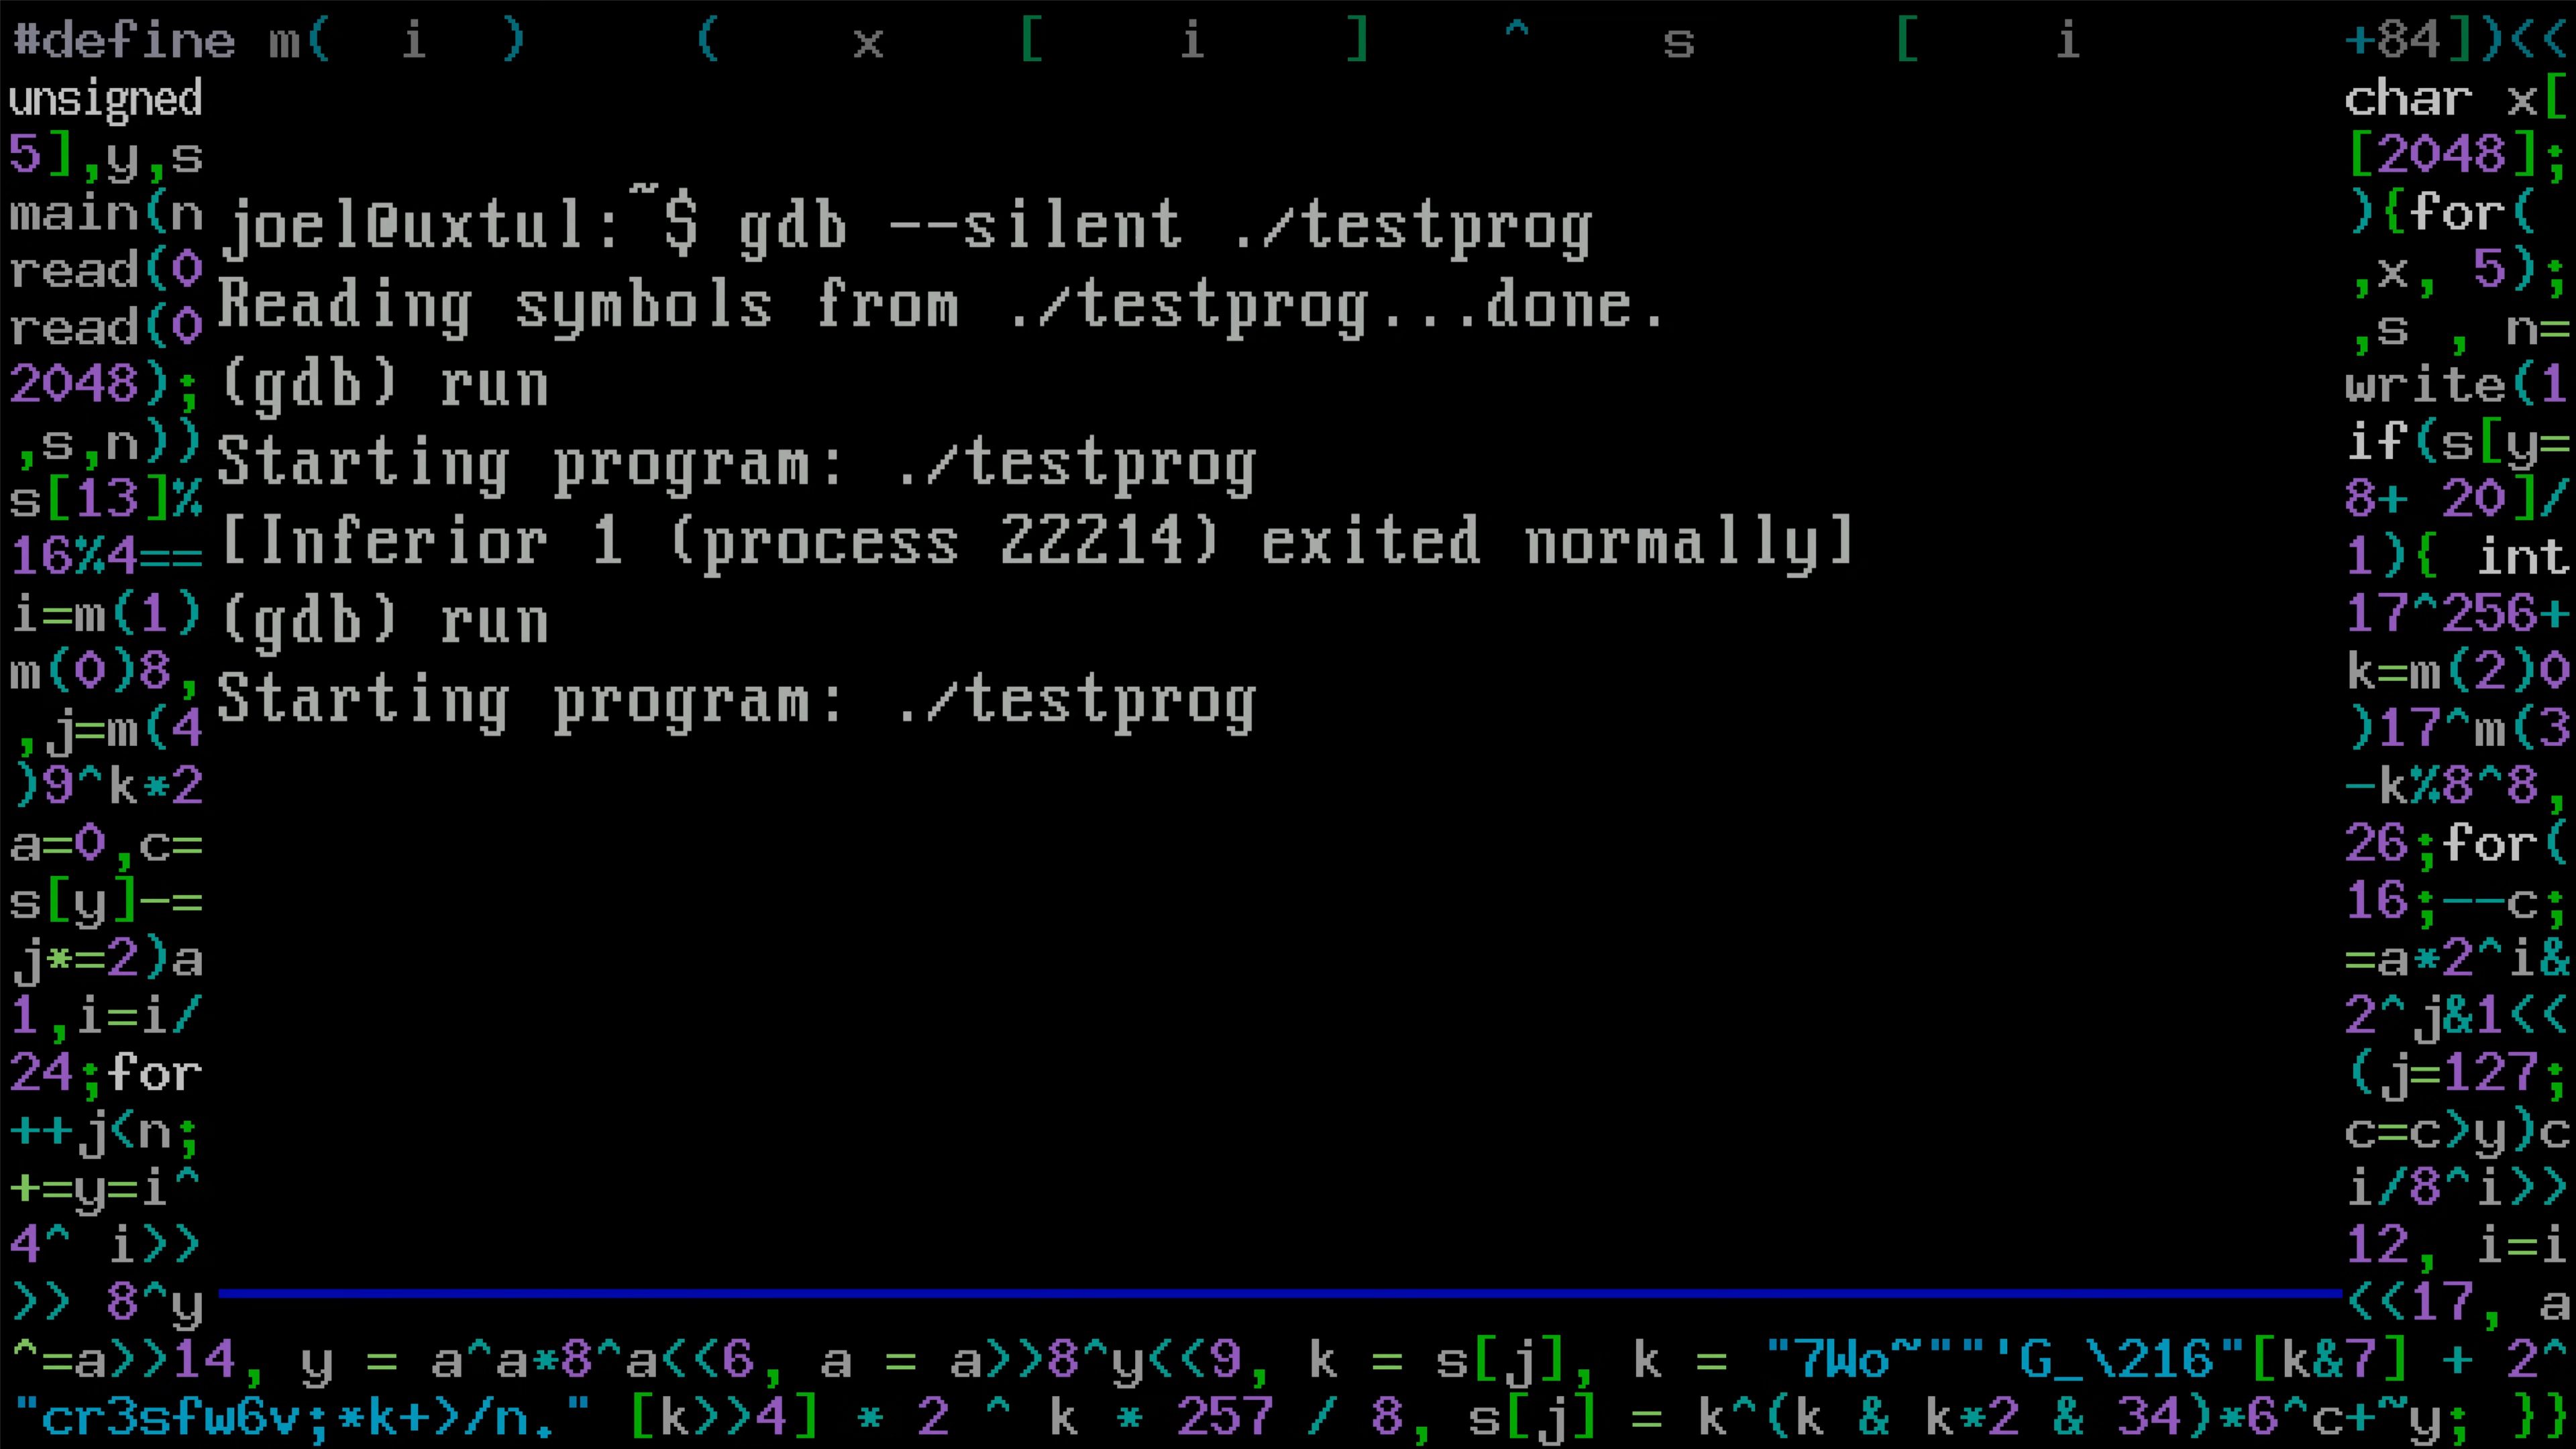 #define m( i ) ( x [ i ] ^ s [ i +84])<<
unsigned char x[
5],y,s [2048];
main(n ){for(
read(0 ,x, 5);
read(0 ,s , n=
2048); write(1
,s,n)) if(s[y=
s[13]% 8+ 20]/
16%4== 1){ int
i=m(1) 17^256+
m(0)8, k=m(2)0
,j=m(4 )17^m(3
)9^k*2 -k%8^8,
a=0,c= 26;for(
s[y]-= 16;--c;
j*=2)a =a*2^i&
1,i=i/ 2^j&1<<
24;for (j=127;
++j<n; c=c>y)c
+=y=i^ i/8^i>>
4^ i>> 12, i=i
>> 8^y <<17, a
^=a>>14, y = a^a*8^a<<6, a = a>>8^y<<9, k = s[j], k = "7Wo~""'G_\216"[k&7] + 2^
"cr3sfw6v;*k+>/n." [k>>4] * 2 ^ k * 257 / 8, s[j] = k^(k & k*2 & 34)*6^c+~y; }}
joel@uxtul:~$ gdb --silent ./testprog
Reading symbols from ./testprog...done.
(gdb) run
Starting program: ./testprog
[Inferior 1 (process 22214) exited normally]
(gdb) run
Starting program: ./testprog